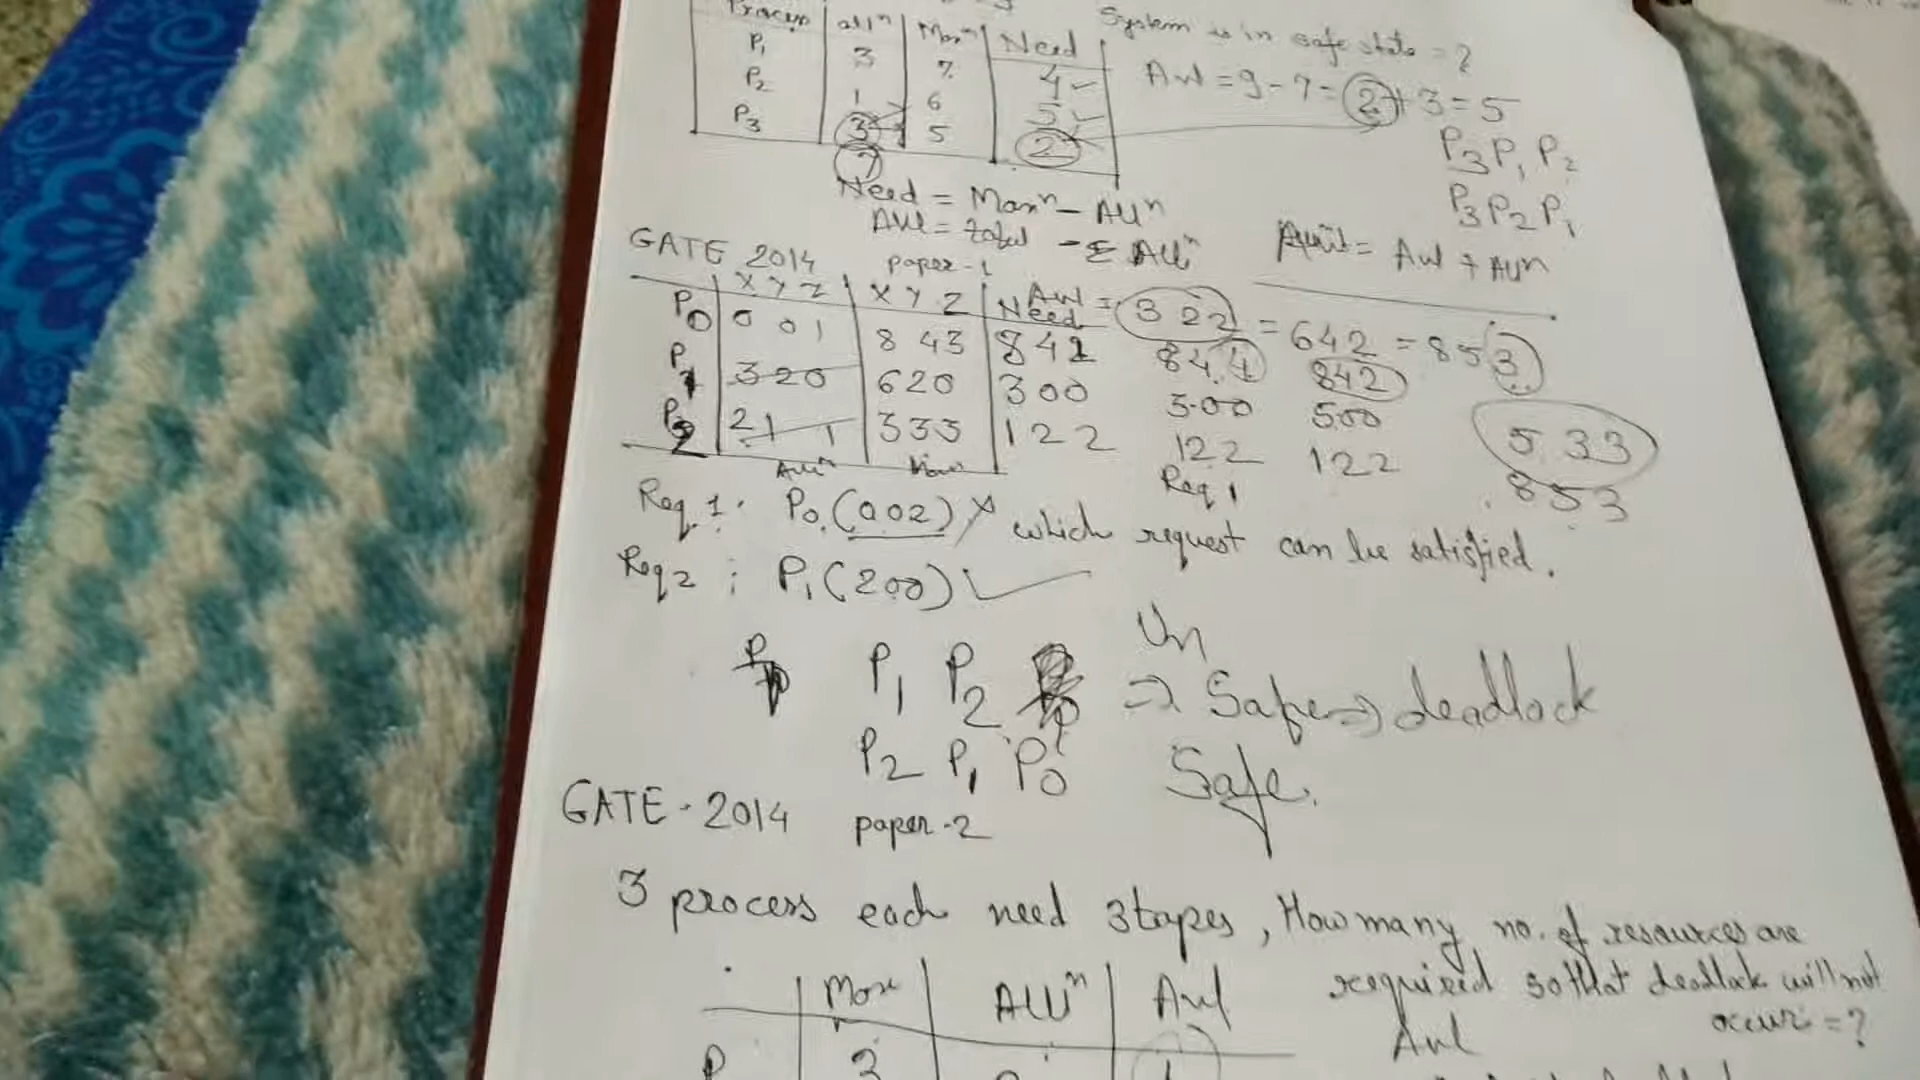 Process | allⁿ | Maxⁿ | Need
System is in safe state = ?
P₁ 3 7 4
Avl = 9 - 7 = 2 + 3 = 5
P₂ 1 6 5
P₃ 3 5 2
7
P₃ P₁ P₂
P₃ P₂ P₁
Need = Maxⁿ - Allⁿ
Avl = total - Σ Allⁿ
Avail = Avl + Allⁿ
GATE 2014 paper-1
X Y Z | X Y Z | Need
Avl = 3 2 2 = 6 4 2 = 8 5 3
P₀ 0 0 1 8 4 3 8 4 2
8 4 4 8 4 2
P₁ 3 2 0 6 2 0 3 0 0
3 0 0 5 0 0
P₂ 2 1 1 3 3 3 1 2 2
1 2 2 1 2 2
5 3 3
8 5 3
Allⁿ Max
Req 1
Req 1. P₀ (0 0 2) X which request can be satisfied.
Req 2 : P₁ (2 0 0) ✓
Un
P₁ P₂ ⇒ Safe ⇒ deadlock
P₂ P₁ P₀ Safe.
GATE - 2014 paper-2
3 process each need 3 tapes, How many no. of resources are
required so that deadlock will not
occur = ?
Max | Allⁿ | Avl
Avl
P